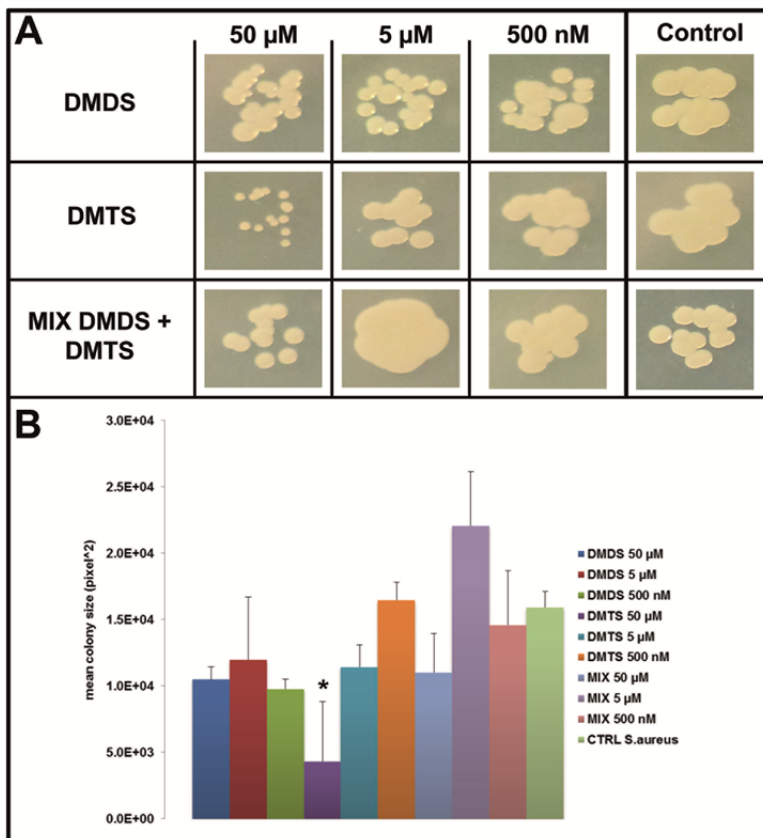 A
50 µM 5 µM 500 nM Control
DMDS
DMTS
MIX DMDS +
DMTS
B
3.0E+04
2.5E+04
2.0E+04
1.5E+04
1.0E+04
5.0E+03
0.0E+00
mean colony size (pixel^2)
*
DMDS 50 µM
DMDS 5 µM
DMDS 500 nM
DMTS 50 µM
DMTS 5 µM
DMTS 500 nM
MIX 50 µM
MIX 5 µM
MIX 500 nM
CTRL S.aureus